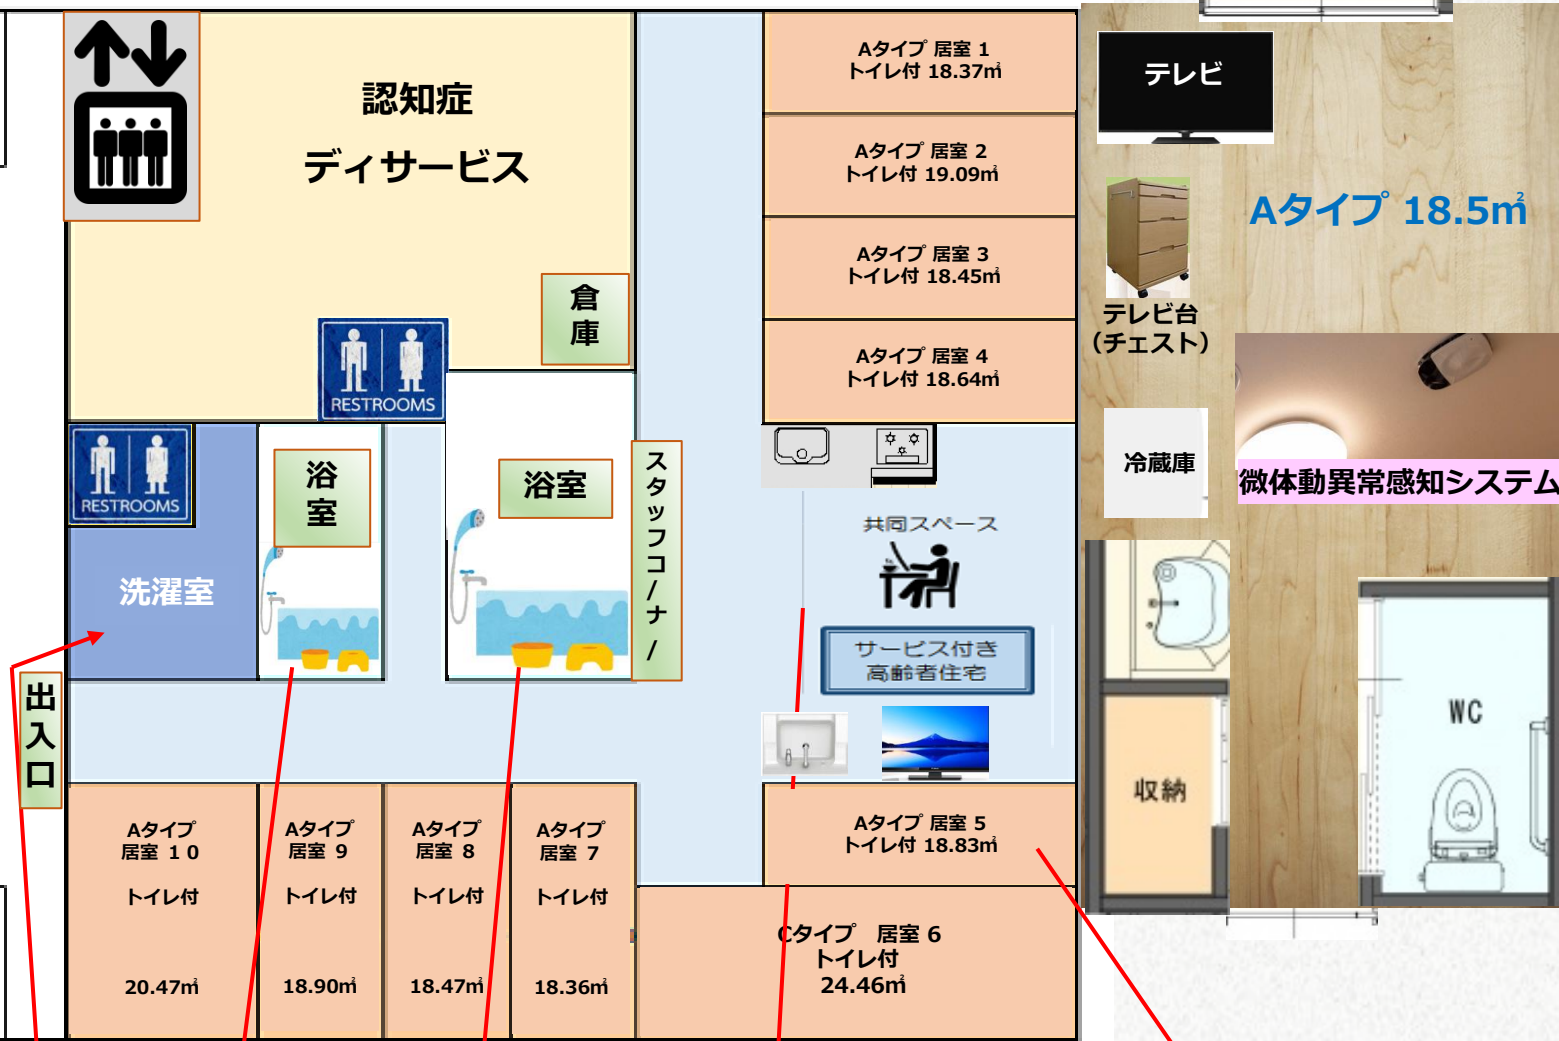 認知症
ディサービス
倉
庫
RESTROOMS
RESTROOMS
洗濯室
浴
室
浴室
ス
タ
ッ
フ
コ
/
ナ
/
出
入
口
Aタイプ 居室 1
トイレ付 18.37㎡
Aタイプ 居室 2
トイレ付 19.09㎡
Aタイプ 居室 3
トイレ付 18.45㎡
Aタイプ 居室 4
トイレ付 18.64㎡
共同スペース
サービス付き
高齢者住宅
Aタイプ 居室 5
トイレ付 18.83㎡
Cタイプ 居室 6
トイレ付
24.46㎡
Aタイプ
居室 7
トイレ付
18.36㎡
Aタイプ
居室 8
トイレ付
18.47㎡
Aタイプ
居室 9
トイレ付
18.90㎡
Aタイプ
居室 １０
トイレ付
20.47㎡
テレビ
Aタイプ 18.5㎡
テレビ台
（チェスト）
冷蔵庫
微体動異常感知システム
収納
WC